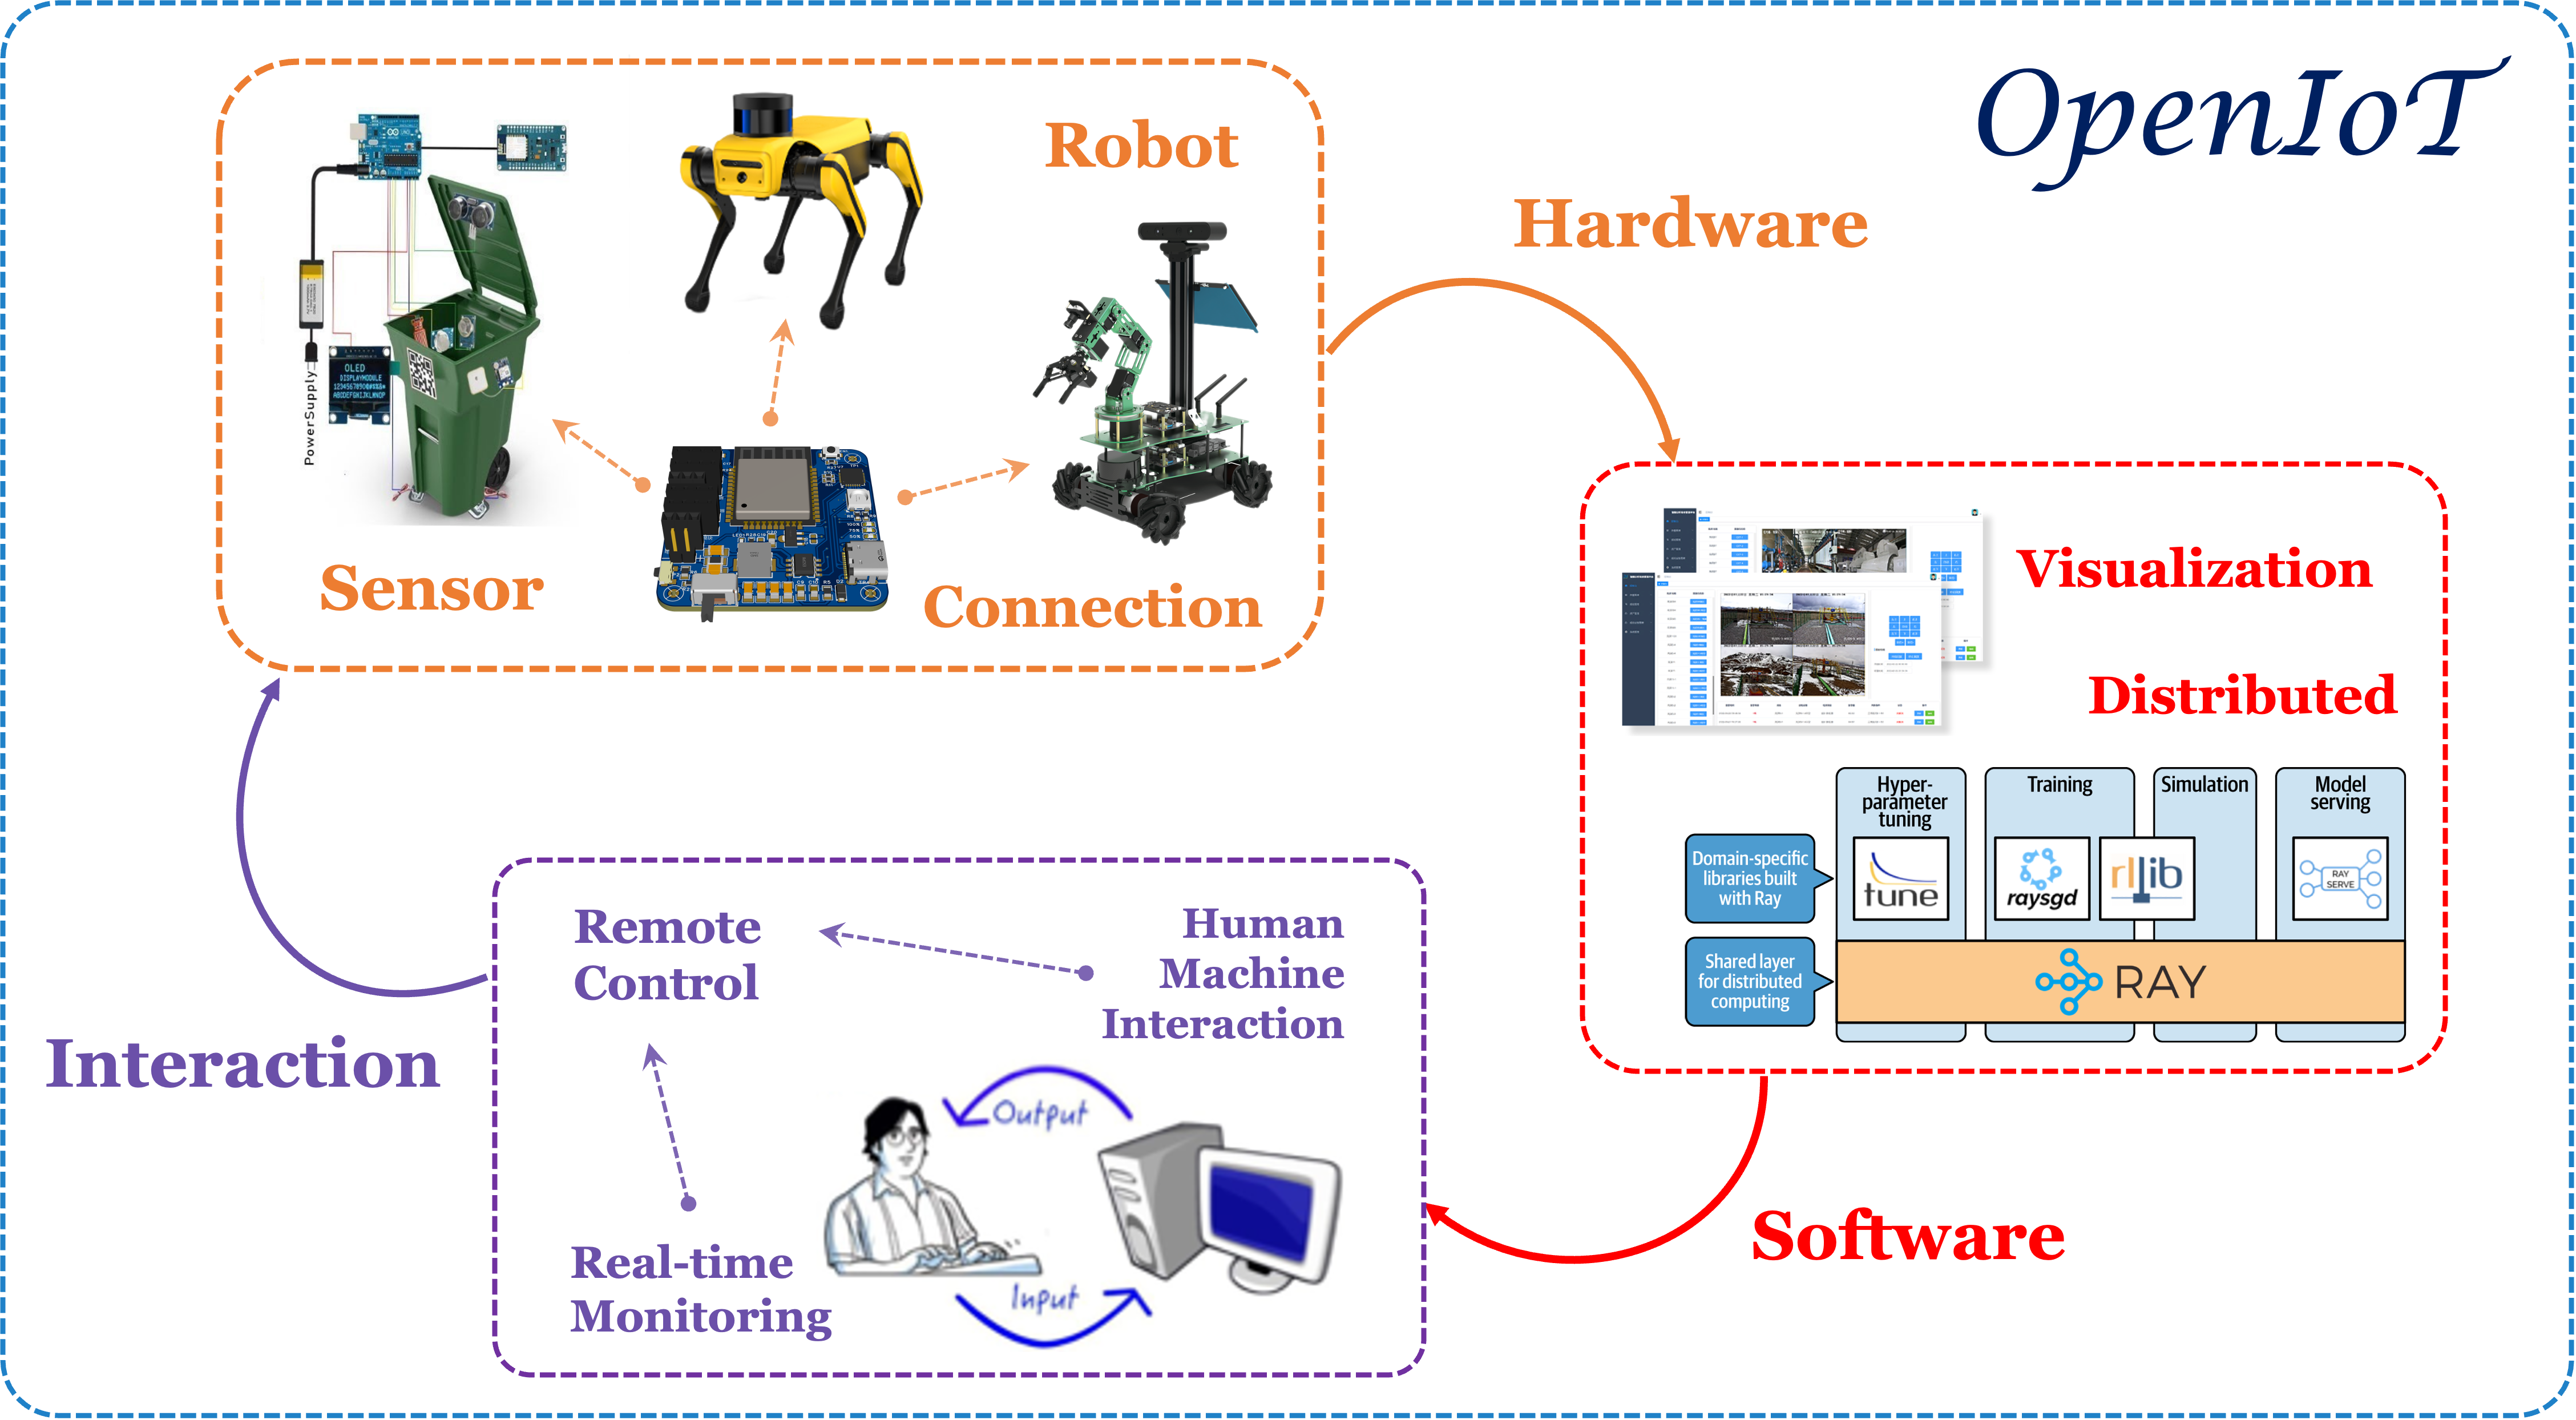 OpenIoT
Robot
Hardware
PowerSupply
OLED
DISPLAYMODULE
Sensor
Connection
Visualization
Distributed
Hyper-
parameter
tuning
Training
Simulation
Model
serving
Domain-specific
libraries built
with Ray
tune
raysgd
rllib
RAY
SERVE
Shared layer
for distributed
computing
RAY
Software
Interaction
Remote
Control
Human
Machine
Interaction
Real-time
Monitoring
Output
Input